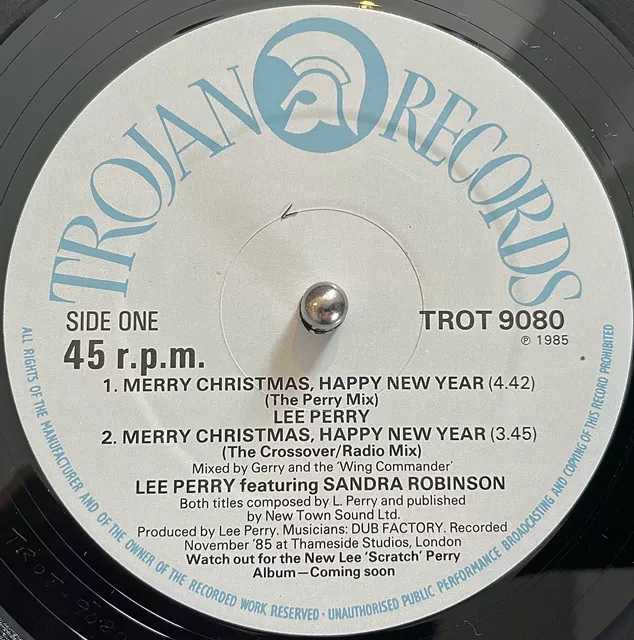 TROJAN RECORDS
SIDE ONE
45 r.p.m.
TROT 9080
℗ 1985
1. MERRY CHRISTMAS, HAPPY NEW YEAR (4.42)
(The Perry Mix)
LEE PERRY
2. MERRY CHRISTMAS, HAPPY NEW YEAR (3.45)
(The Crossover/Radio Mix)
Mixed by Gerry and the 'Wing Commander'
LEE PERRY featuring SANDRA ROBINSON
Both titles composed by L. Perry and published
by New Town Sound Ltd.
Produced by Lee Perry. Musicians: DUB FACTORY. Recorded
November '85 at Thameside Studios, London
Watch out for the New Lee 'Scratch' Perry
Album—Coming soon
ALL RIGHTS OF THE MANUFACTURER AND OF THE OWNER OF THE RECORDED WORK RESERVED · UNAUTHORISED PUBLIC PERFORMANCE BROADCASTING AND COPYING OF THIS RECORD PROHIBITED